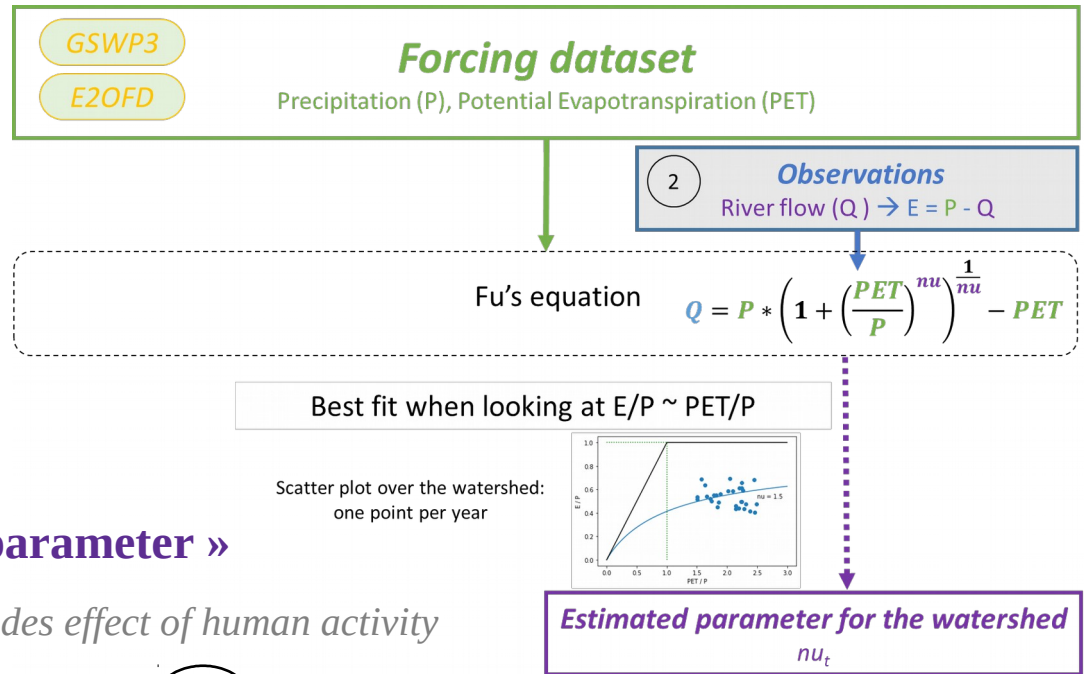 GSWP3
E2OFD
Forcing dataset
Precipitation (P), Potential Evapotranspiration (PET)
2
Observations
River flow (Q ) → E = P - Q
Fu's equation
Q = P * (1 + (PET/P)^nu)^(1/nu) − PET
Best fit when looking at E/P ~ PET/P
Scatter plot over the watershed:
one point per year
1.0
0.8
0.6
0.4
0.2
0.0
E / P
nu = 1.5
0.0 0.5 1.0 1.5 2.0 2.5 3.0
PET / P
parameter »
des effect of human activity
Estimated parameter for the watershed
nu_t